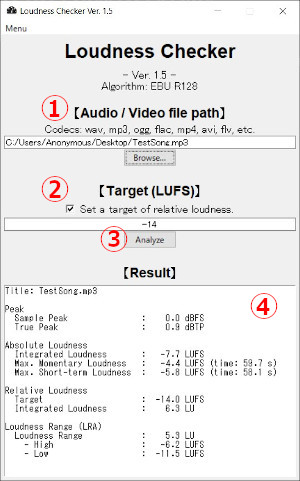 Loudness Checker Ver. 1.5
Menu
Loudness Checker
– Ver. 1.5 –
Algorithm: EBU R128
① 【Audio / Video file path】
Codecs: wav, mp3, ogg, flac, mp4, avi, flv, etc.
C:/Users/Anonymous/Desktop/TestSong.mp3
Browse...
② 【Target (LUFS)】
Set a target of relative loudness.
-14
③ Analyze
【Result】
④
Title: TestSong.mp3
Peak
Sample Peak : 0.0 dBFS
True Peak : 0.9 dBTP
Absolute Loudness
Integrated Loudness : -7.7 LUFS
Max. Momentary Loudness : -4.4 LUFS (time: 59.7 s)
Max. Short-term Loudness : -5.8 LUFS (time: 58.1 s)
Relative Loudness
Target : -14.0 LUFS
Integrated Loudness : 6.3 LU
Loudness Range (LRA)
Loudness Range : 5.3 LU
- High : -6.2 LUFS
- Low : -11.5 LUFS